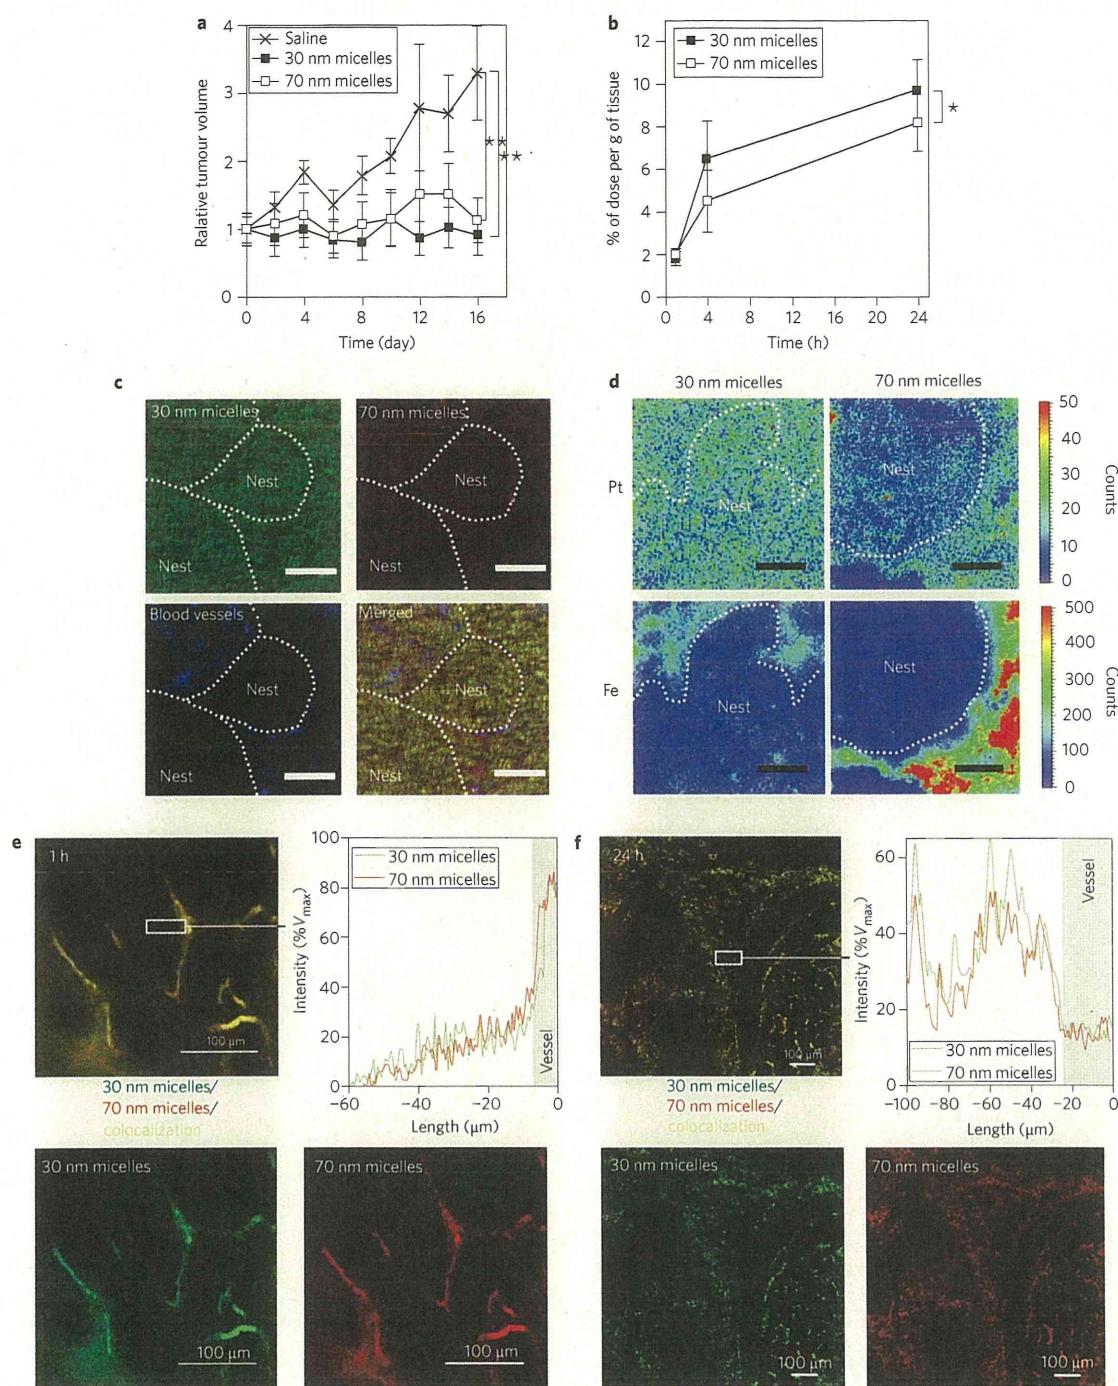 a
4
3
2
1
0
Ralative tumour volume
Saline
30 nm micelles
70 nm micelles
0 4 8 12 16
Time (day)
b
12
10
8
6
4
2
0
% of dose per g of tissue
30 nm micelles
70 nm micelles
0 4 8 12 16 20 24
Time (h)
c
30 nm micelles
Nest
Nest
70 nm micelles
Nest
Nest
Blood vessels
Nest
Nest
Merged
Nest
Nest
d
30 nm micelles
70 nm micelles
Pt
Nest
Nest
50
40
30
20
10
0
Counts
Fe
Nest
Nest
500
400
300
200
100
0
Counts
e
1 h
100 μm
30 nm micelles/
70 nm micelles/
colocalization
100
80
60
40
20
0
Intensity (%Vmax)
30 nm micelles
70 nm micelles
Vessel
−60 −40 −20 0
Length (μm)
30 nm micelles
100 μm
70 nm micelles
100 μm
f
24 h
100 μm
30 nm micelles/
70 nm micelles/
colocalization
60
40
20
0
Intensity (%Vmax)
Vessel
30 nm micelles
70 nm micelles
−100 −80 −60 −40 −20 0
Length (μm)
30 nm micelles
100 μm
70 nm micelles
100 μm